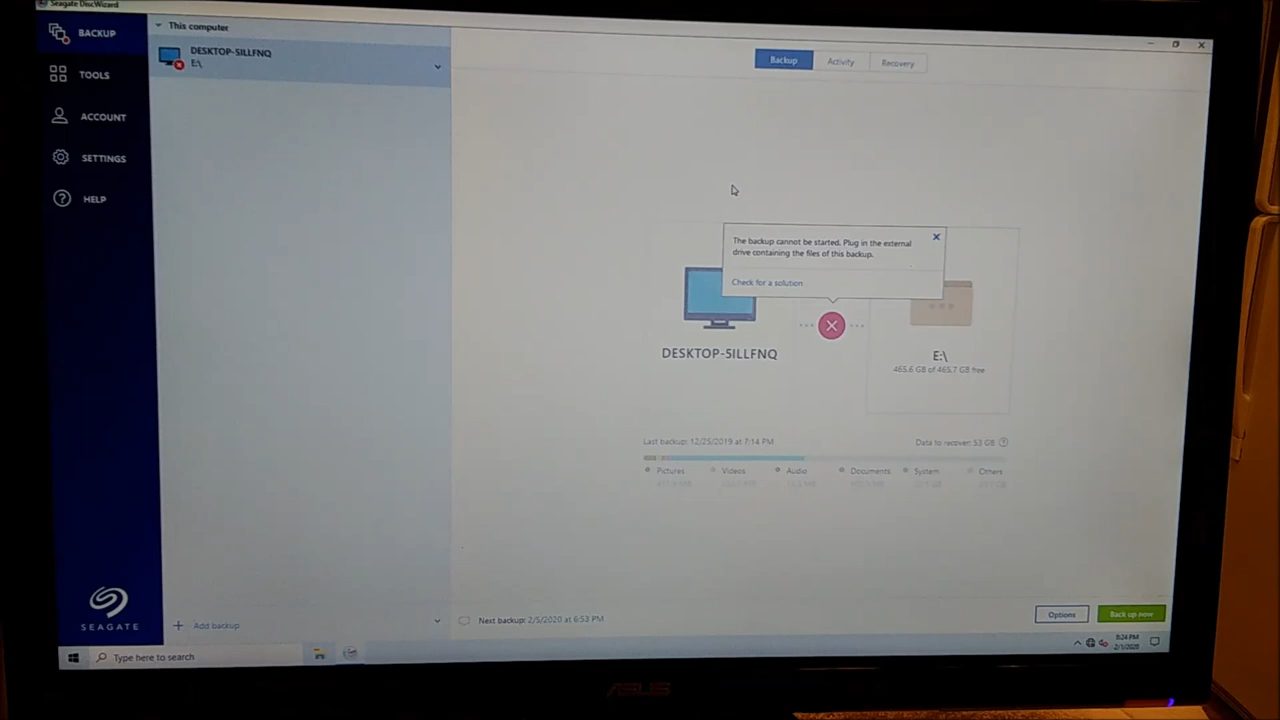 Seagate DiscWizard
BACKUP
TOOLS
ACCOUNT
SETTINGS
HELP
SEAGATE
This computer
DESKTOP-5ILLFNQ
E:\
Add backup
Backup
Activity
Recovery
The backup cannot be started. Plug in the external
drive containing the files of this backup.
Check for a solution
DESKTOP-5ILLFNQ
E:\
465.6 GB of 465.7 GB free
Last backup: 12/25/2019 at 7:14 PM
Data to recover: 53 GB
Pictures
Videos
Audio
Documents
System
Others
Next backup: 2/5/2020 at 6:53 PM
Options
Back up now
Type here to search
2/1/2020
ASUS